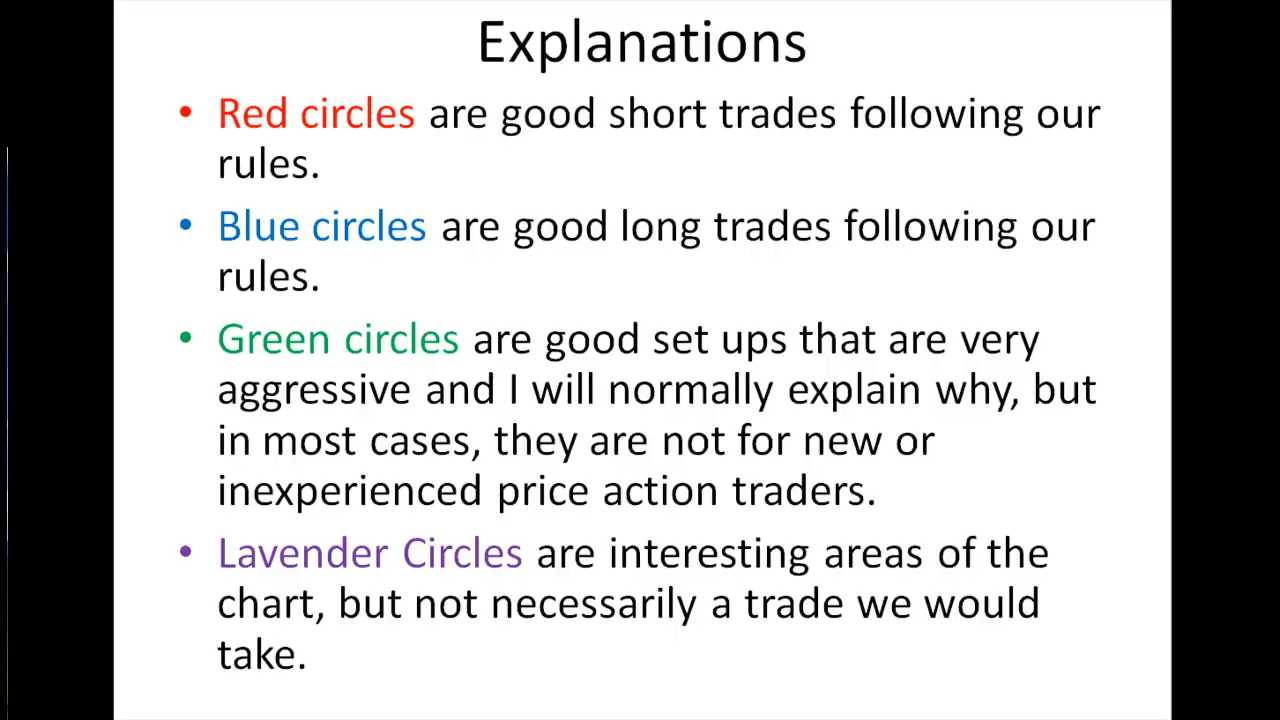 Explanations
• Red circles are good short trades following our
rules.
• Blue circles are good long trades following our
rules.
• Green circles are good set ups that are very
aggressive and I will normally explain why, but
in most cases, they are not for new or
inexperienced price action traders.
• Lavender Circles are interesting areas of the
chart, but not necessarily a trade we would
take.